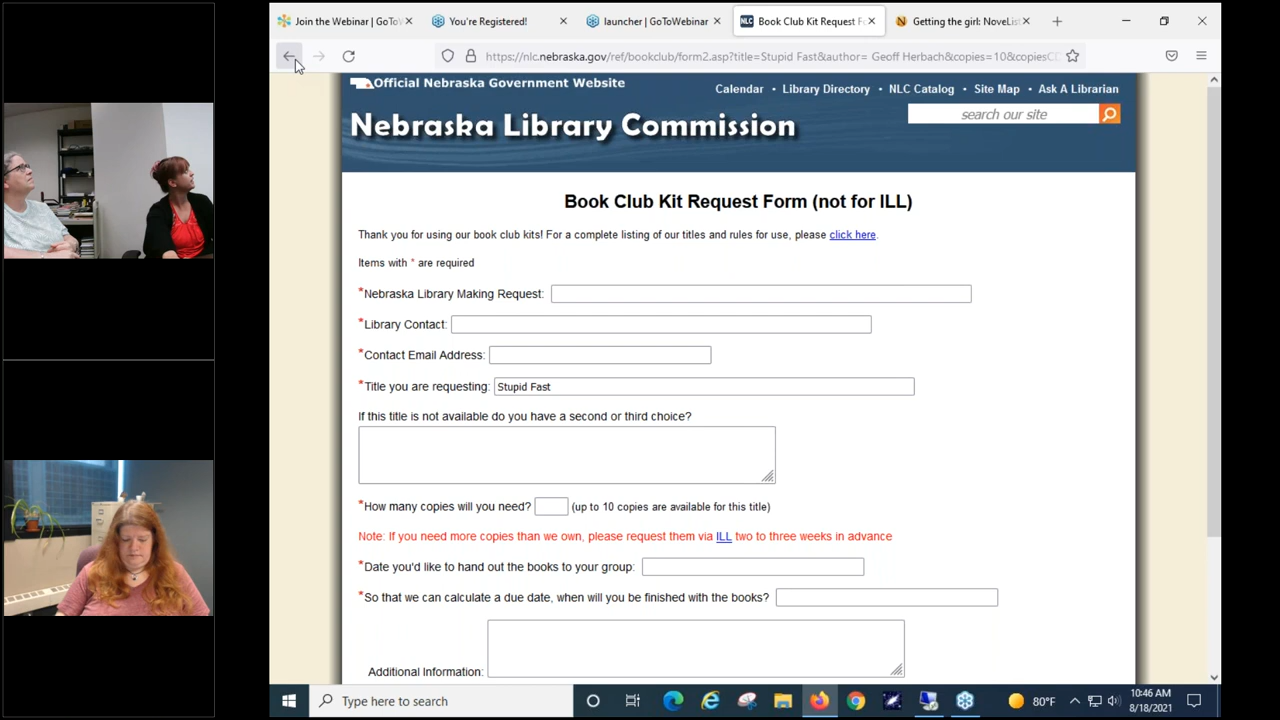 Join the Webinar | GoToW
You're Registered!
launcher | GoToWebinar
Book Club Kit Request F
Getting the girl: NoveList
https://nlc.nebraska.gov/ref/bookclub/form2.asp?title=Stupid Fast&author= Geoff Herbach&copies=10&copiesC
Official Nebraska Government Website
Calendar • Library Directory • NLC Catalog • Site Map • Ask A Librarian
Nebraska Library Commission
search our site
Book Club Kit Request Form (not for ILL)
Thank you for using our book club kits! For a complete listing of our titles and rules for use, please click here.
Items with * are required
*Nebraska Library Making Request:
*Library Contact:
*Contact Email Address:
*Title you are requesting: Stupid Fast
If this title is not available do you have a second or third choice?
*How many copies will you need? (up to 10 copies are available for this title)
Note: If you need more copies than we own, please request them via ILL two to three weeks in advance
*Date you'd like to hand out the books to your group:
*So that we can calculate a due date, when will you be finished with the books?
Additional Information:
Type here to search
80°F
10:46 AM
8/18/2021